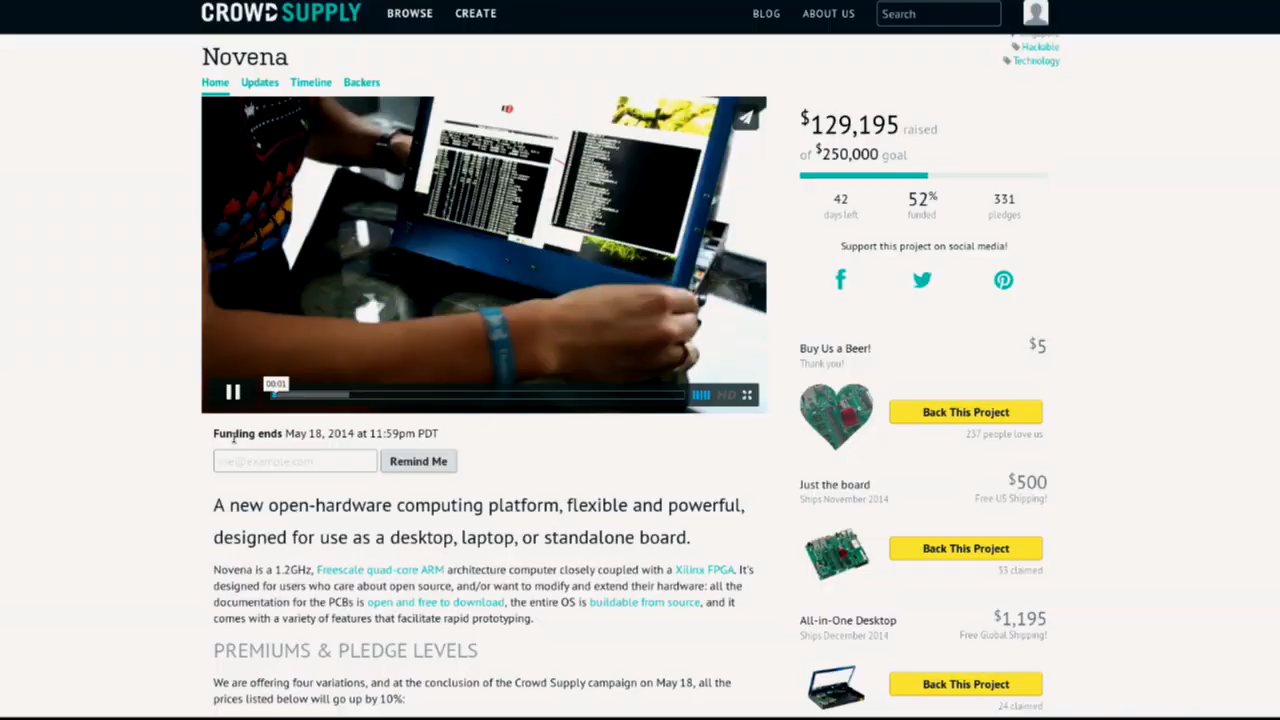 CROWD SUPPLY BROWSE CREATE BLOG ABOUT US Search
Hackable
Technology
Novena
Home Updates Timeline Backers
00:01
HD
Funding ends May 18, 2014 at 11:59pm PDT
me@example.com Remind Me
A new open-hardware computing platform, flexible and powerful,
designed for use as a desktop, laptop, or standalone board.
Novena is a 1.2GHz, Freescale quad-core ARM architecture computer closely coupled with a Xilinx FPGA. It's
designed for users who care about open source, and/or want to modify and extend their hardware: all the
documentation for the PCBs is open and free to download, the entire OS is buildable from source, and it
comes with a variety of features that facilitate rapid prototyping.
PREMIUMS & PLEDGE LEVELS
We are offering four variations, and at the conclusion of the Crowd Supply campaign on May 18, all the
prices listed below will go up by 10%:
$129,195 raised
of $250,000 goal
42 52% 331
days left funded pledges
Support this project on social media!
Buy Us a Beer! $5
Thank you!
Back This Project
237 people love us
Just the board $500
Ships November 2014 Free US Shipping!
Back This Project
33 claimed
All-in-One Desktop $1,195
Ships December 2014 Free Global Shipping!
Back This Project
24 claimed